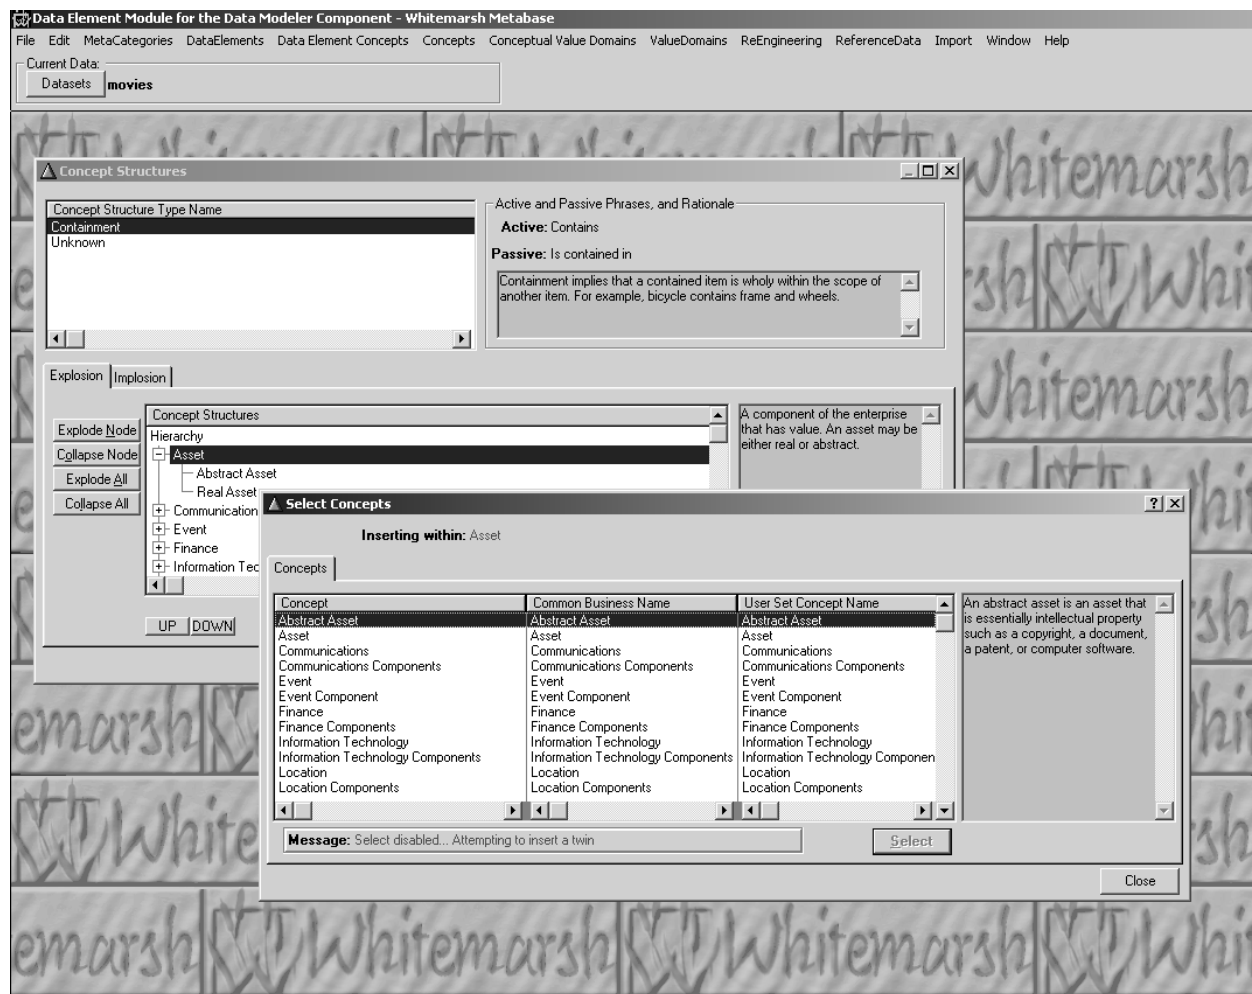 Data Element Module for the Data Modeler Component - Whitemarsh Metabase
File Edit MetaCategories DataElements Data Element Concepts Concepts Conceptual Value Domains ValueDomains ReEngineering ReferenceData Import Window Help
Current Data:
Datasets movies
Concept Structures
Concept Structure Type Name
Containment
Unknown
Active and Passive Phrases, and Rationale
Active: Contains
Passive: Is contained in
Containment implies that a contained item is wholy within the scope of
another item. For example, bicycle contains frame and wheels.
Explosion Implosion
Explode Node
Collapse Node
Explode All
Collapse All
Concept Structures
Hierarchy
Asset
Abstract Asset
Real Asset
Communication
Event
Finance
Information Tec
A component of the enterprise
that has value. An asset may be
either real or abstract.
UP DOWN
Select Concepts
Inserting within: Asset
Concepts
Concept Common Business Name User Set Concept Name
Abstract Asset Abstract Asset Abstract Asset
Asset Asset Asset
Communications Communications Communications
Communications Components Communications Components Communications Components
Event Event Event
Event Component Event Component Event Component
Finance Finance Finance
Finance Components Finance Components Finance Components
Information Technology Information Technology Information Technology
Information Technology Components Information Technology Components Information Technology Componen
Location Location Location
Location Components Location Components Location Components
An abstract asset is an asset that
is essentially intellectual property
such as a copyright, a document,
a patent, or computer software.
Message: Select disabled... Attempting to insert a twin
Select
Close
Whitemarsh
Whi
Whitemarsh
emarsh
White
emarsh Whitemarsh Whitemarsh Whi